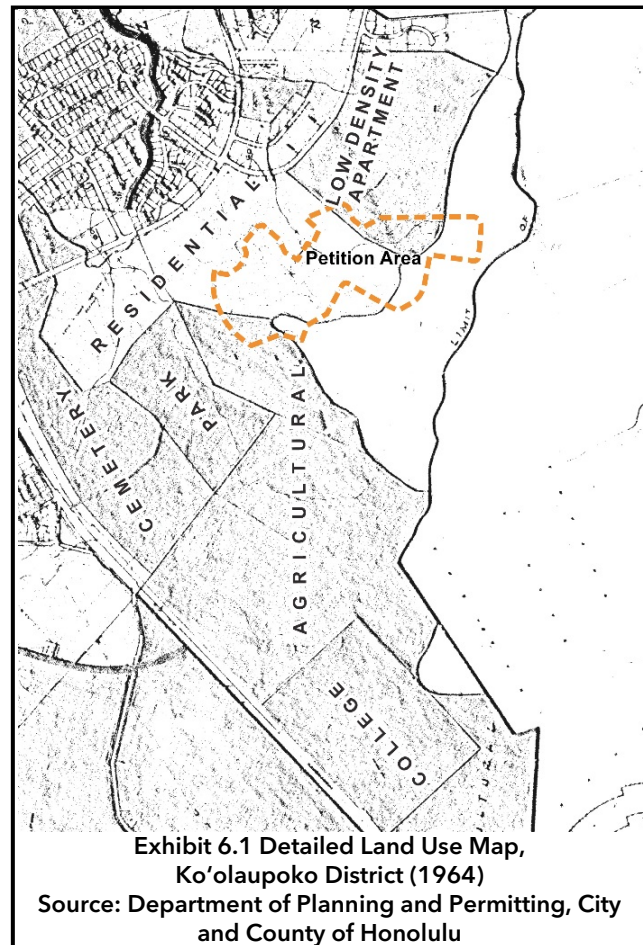 LOW DENSITY
APARTMENT
RESIDENTIAL
Petition Area
LIMIT
PARK
CEMETERY
AGRICULTURAL
COLLEGE
Exhibit 6.1 Detailed Land Use Map,
Ko‘olaupoko District (1964)
Source: Department of Planning and Permitting, City
and County of Honolulu